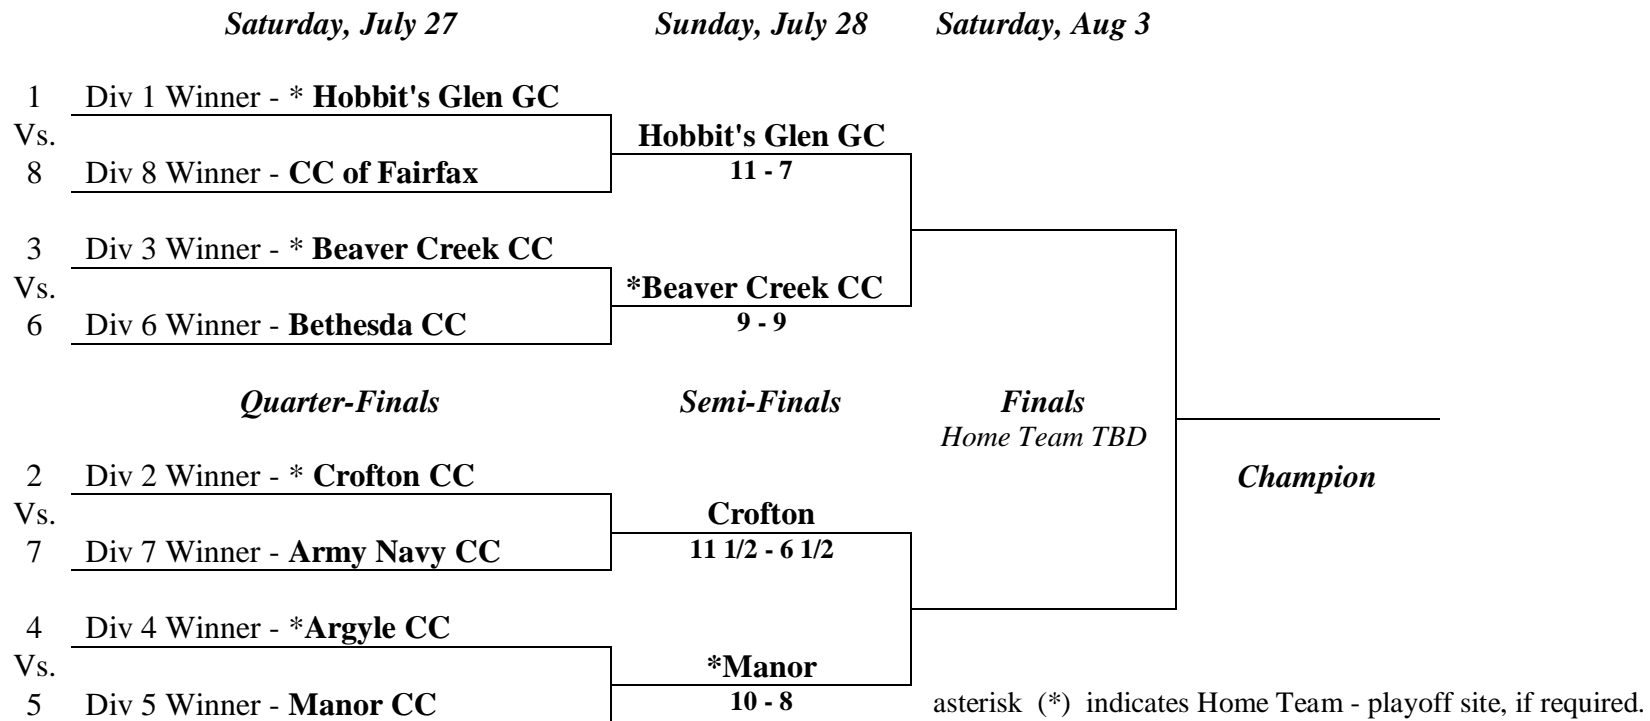 Saturday, July 27 Sunday, July 28 Saturday, Aug 3
1 Div 1 Winner - * Hobbit's Glen GC
Vs. Hobbit's Glen GC
8 Div 8 Winner - CC of Fairfax 11 - 7
3 Div 3 Winner - * Beaver Creek CC
Vs. *Beaver Creek CC
6 Div 6 Winner - Bethesda CC 9 - 9
Quarter-Finals Semi-Finals Finals
Home Team TBD
2 Div 2 Winner - * Crofton CC Champion
Vs. Crofton
7 Div 7 Winner - Army Navy CC 11 1/2 - 6 1/2
4 Div 4 Winner - *Argyle CC
Vs. *Manor
5 Div 5 Winner - Manor CC 10 - 8 asterisk (*) indicates Home Team - playoff site, if required.